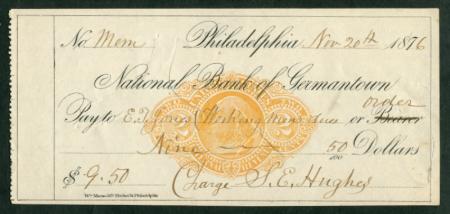 No. Mem Philadelphia Nov 20th 1876
National Bank of Germantown
order
Pay to or Bearer
Nine 50/100 Dollars
$ 9.50 Charge S. E. Hughes